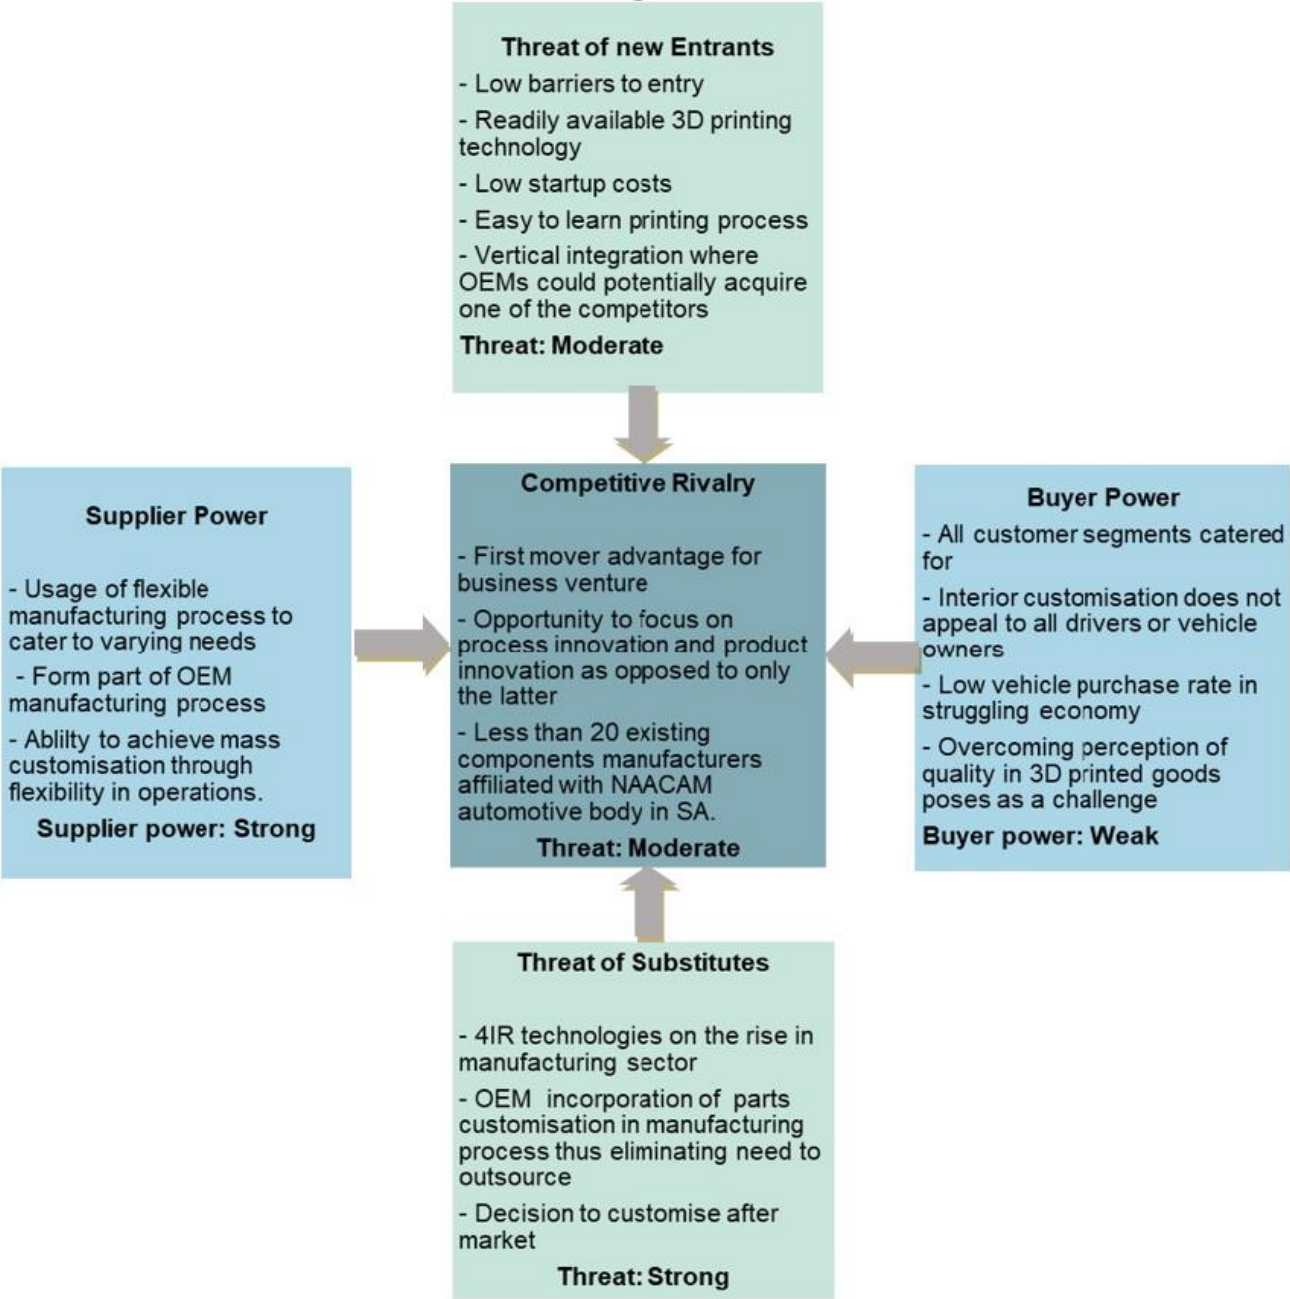 Threat of new Entrants
- Low barriers to entry
- Readily available 3D printing
technology
- Low startup costs
- Easy to learn printing process
- Vertical integration where
OEMs could potentially acquire
one of the competitors
Threat: Moderate
Supplier Power
- Usage of flexible
manufacturing process to
cater to varying needs
- Form part of OEM
manufacturing process
- Ablilty to achieve mass
customisation through
flexibility in operations.
Supplier power: Strong
Competitive Rivalry
- First mover advantage for
business venture
- Opportunity to focus on
process innovation and product
innovation as opposed to only
the latter
- Less than 20 existing
components manufacturers
affiliated with NAACAM
automotive body in SA.
Threat: Moderate
Buyer Power
- All customer segments catered
for
- Interior customisation does not
appeal to all drivers or vehicle
owners
- Low vehicle purchase rate in
struggling economy
- Overcoming perception of
quality in 3D printed goods
poses as a challenge
Buyer power: Weak
Threat of Substitutes
- 4IR technologies on the rise in
manufacturing sector
- OEM incorporation of parts
customisation in manufacturing
process thus eliminating need to
outsource
- Decision to customise after
market
Threat: Strong